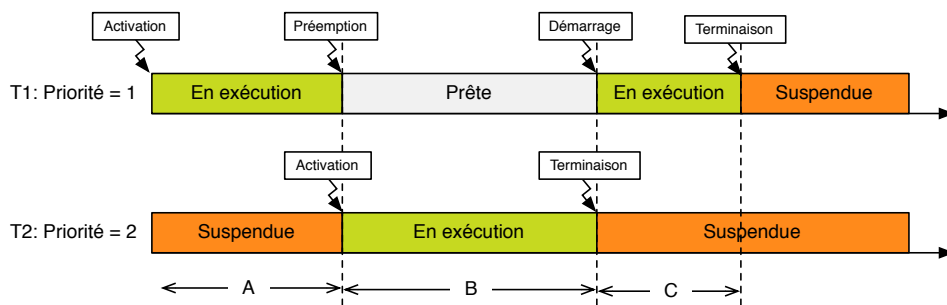 Activation
Préemption
Démarrage
Terminaison
T1: Priorité = 1
En exécution
Prête
En exécution
Suspendue
Activation
Terminaison
T2: Priorité = 2
Suspendue
En exécution
Suspendue
A
B
C